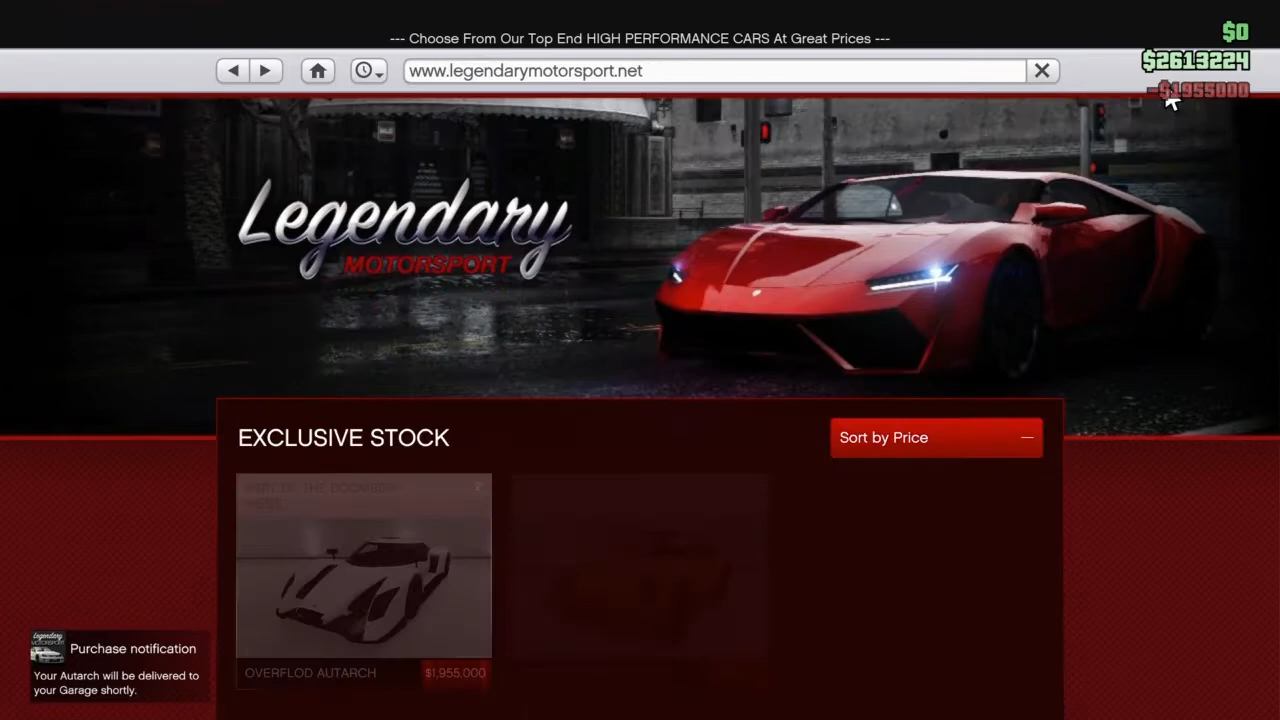 --- Choose From Our Top End HIGH PERFORMANCE CARS At Great Prices ---
$0
www.legendarymotorsport.net
$2613224
-$1955000
Legendary
MOTORSPORT
EXCLUSIVE STOCK
Sort by Price
OVERFLOD AUTARCH
$1,955,000
Legendary
MOTORSPORT
Purchase notification
Your Autarch will be delivered to
your Garage shortly.